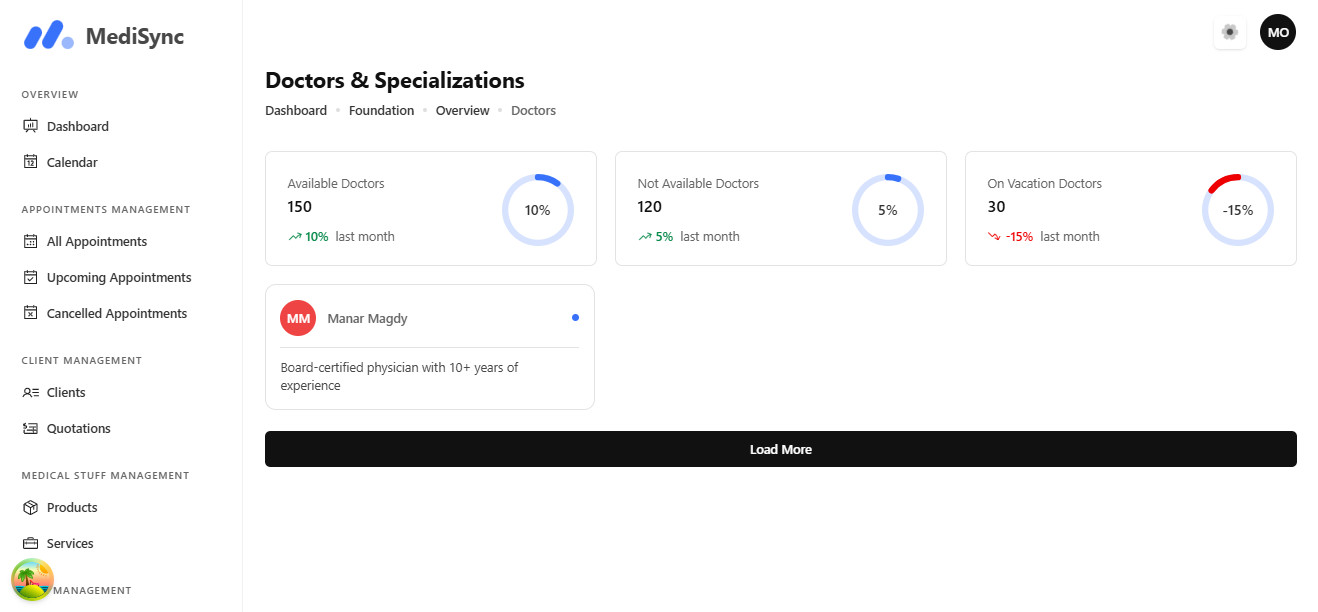 MediSync
OVERVIEW
Dashboard
Calendar
APPOINTMENTS MANAGEMENT
All Appointments
Upcoming Appointments
Cancelled Appointments
CLIENT MANAGEMENT
Clients
Quotations
MEDICAL STUFF MANAGEMENT
Products
Services
MANAGEMENT
MO
Doctors & Specializations
Dashboard • Foundation • Overview • Doctors
Available Doctors
150
10% last month
10%
Not Available Doctors
120
5% last month
5%
On Vacation Doctors
30
-15% last month
-15%
MM Manar Magdy
Board-certified physician with 10+ years of
experience
Load More